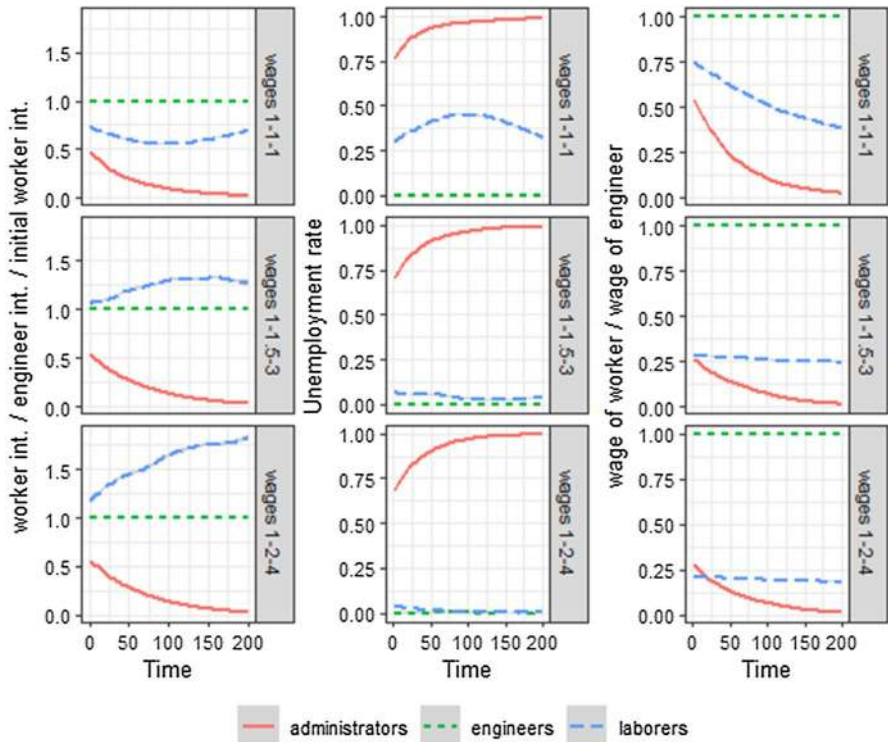 worker int. / engineer int. / initial worker int.
1.5
1.0
0.5
0.0
wages 1-1-1
1.5
1.0
0.5
0.0
wages 1-1.5-3
1.5
1.0
0.5
0.0
wages 1-2-4
0 50 100 150 200
Time
Unemployment rate
1.00
0.75
0.50
0.25
0.00
wages 1-1-1
1.00
0.75
0.50
0.25
0.00
wages 1-1.5-3
1.00
0.75
0.50
0.25
0.00
wages 1-2-4
0 50 100 150 200
Time
wage of worker / wage of engineer
1.00
0.75
0.50
0.25
0.00
wages 1-1-1
1.00
0.75
0.50
0.25
0.00
wages 1-1.5-3
1.00
0.75
0.50
0.25
0.00
wages 1-2-4
0 50 100 150 200
Time
administrators engineers laborers